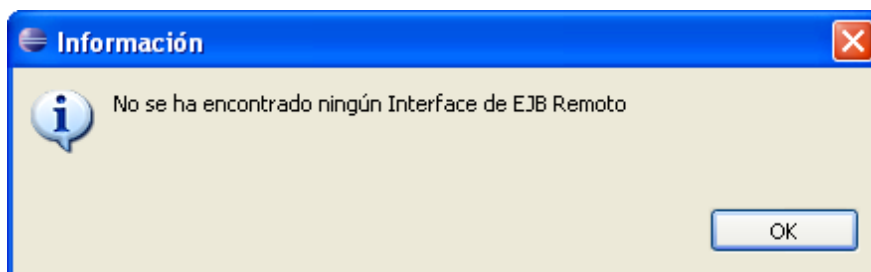 Información
No se ha encontrado ningún Interface de EJB Remoto
OK